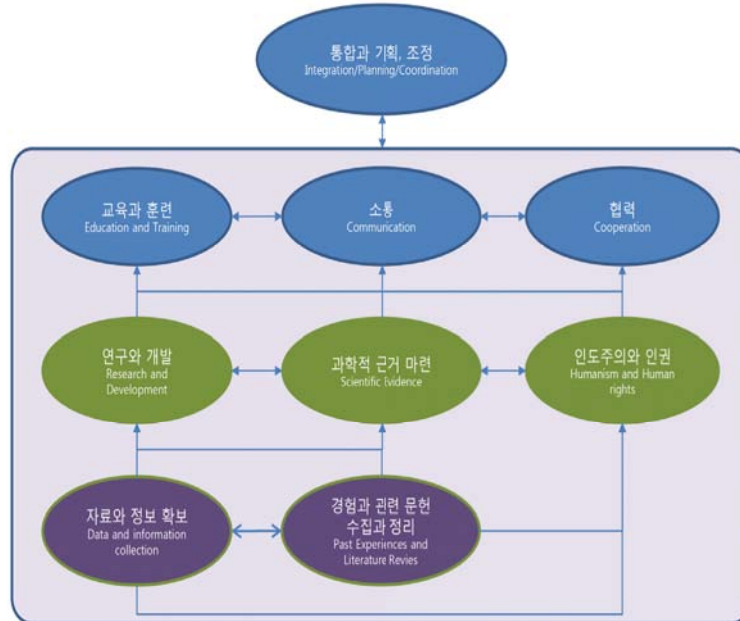 통합과 기획, 조정
Integration/Planning/Coordination
교육과 훈련
Education and Training
소통
Communication
협력
Cooperation
연구와 개발
Research and
Development
과학적 근거 마련
Scientific Evidence
인도주의와 인권
Humanism and Human
rights
자료와 정보 확보
Data and information
collection
경험과 관련 문헌
수집과 정리
Past Experiences and
Literature Revies